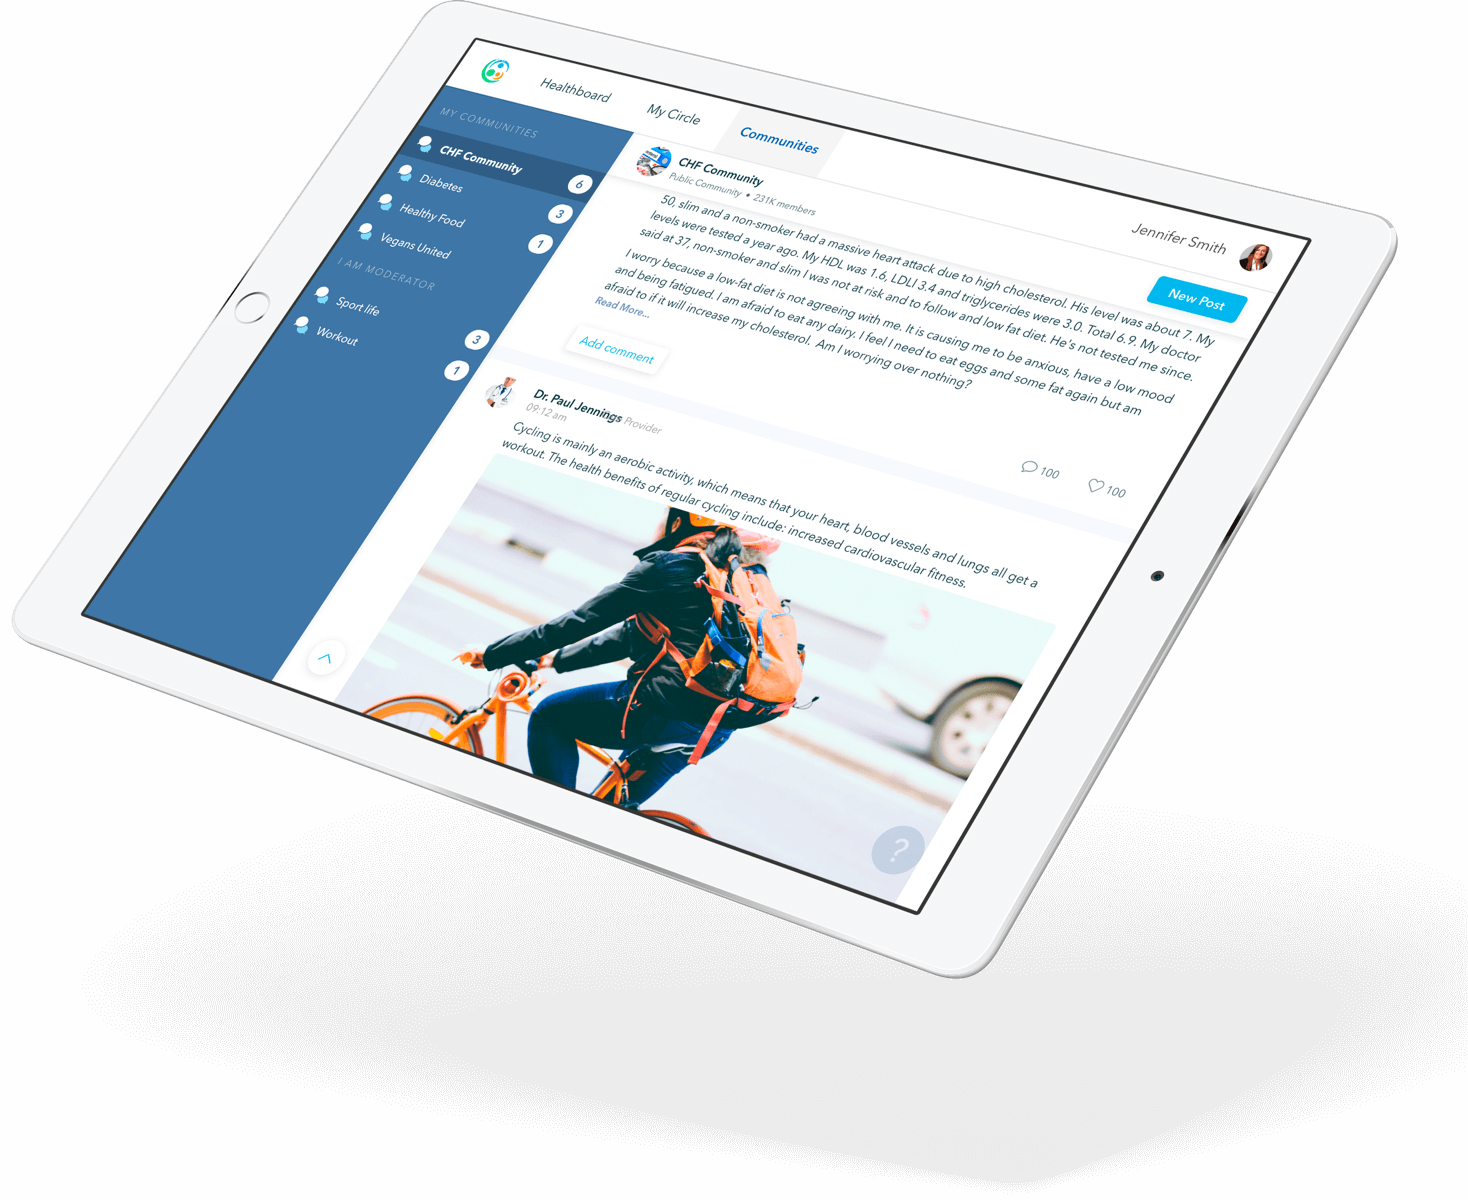 Healthboard
My Circle
Communities
Jennifer Smith
MY COMMUNITIES
CHF Community
6
Diabetes
3
Healthy Food
1
Vegans United
I AM MODERATOR
Sport life
3
Workout
1
CHF Community
Public Community • 231K members
New Post
50, slim and a non-smoker had a massive heart attack due to high cholesterol. His level was about 7. My
levels were tested a year ago. My HDL was 1.6, LDLI 3.4 and triglycerides were 3.0. Total 6.9. My doctor
said at 37, non-smoker and slim I was not at risk and to follow and low fat diet. He's not tested me since.
I worry because a low-fat diet is not agreeing with me. It is causing me to be anxious, have a low mood
and being fatigued. I am afraid to eat any dairy. I feel I need to eat eggs and some fat again but am
afraid to if it will increase my cholesterol. Am I worrying over nothing?
Read More...
Add comment
100
100
Dr. Paul Jennings Provider
09:12 am
Cycling is mainly an aerobic activity, which means that your heart, blood vessels and lungs all get a
workout. The health benefits of regular cycling include: increased cardiovascular fitness.
?